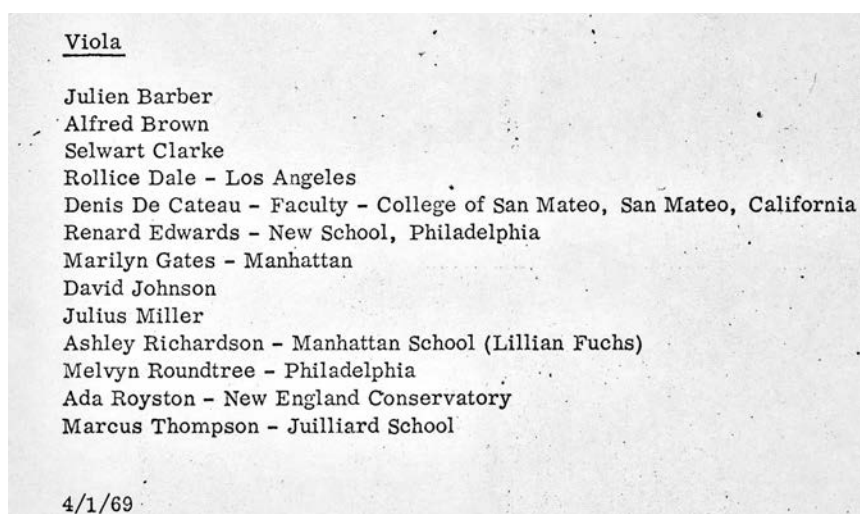 Viola
Julien Barber
Alfred Brown
Selwart Clarke
Rollice Dale - Los Angeles
Denis De Cateau - Faculty - College of San Mateo, San Mateo, California
Renard Edwards - New School, Philadelphia
Marilyn Gates - Manhattan
David Johnson
Julius Miller
Ashley Richardson - Manhattan School (Lillian Fuchs)
Melvyn Roundtree - Philadelphia
Ada Royston - New England Conservatory
Marcus Thompson - Juilliard School
4/1/69